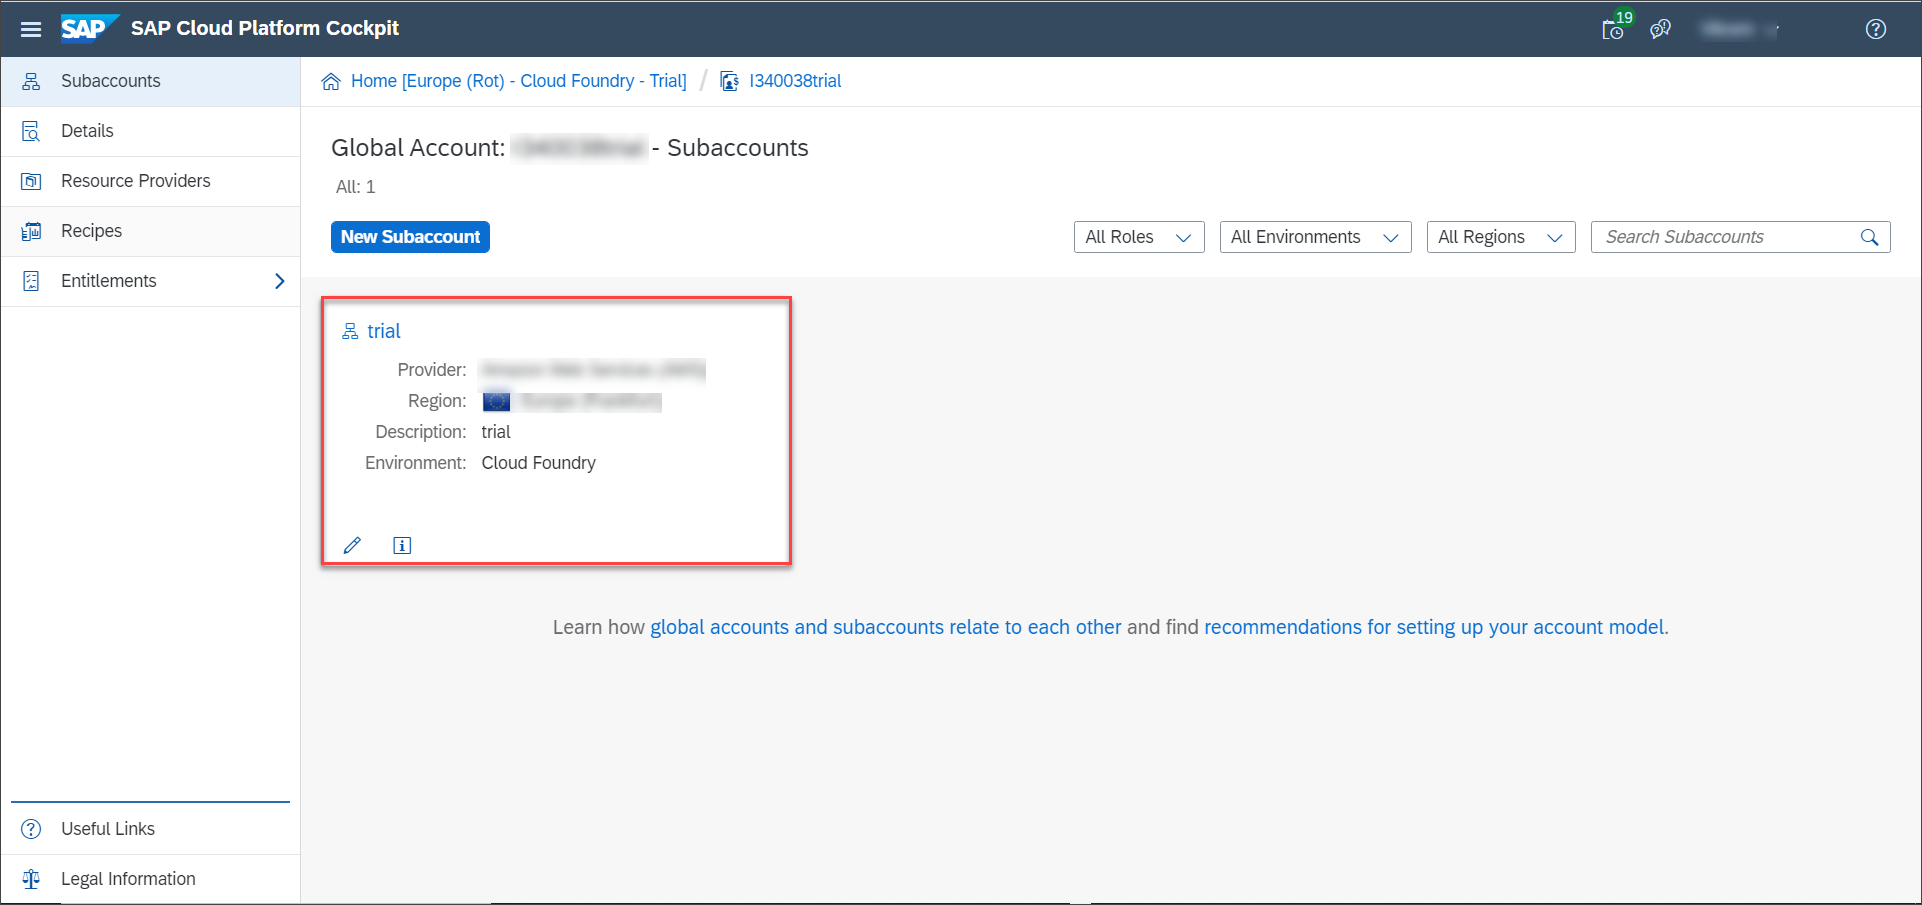 SAP SAP Cloud Platform Cockpit 19
Subaccounts
Details
Resource Providers
Recipes
Entitlements
Useful Links
Legal Information
Home [Europe (Rot) - Cloud Foundry - Trial] / I340038trial
Global Account: - Subaccounts
All: 1
New Subaccount All Roles All Environments All Regions Search Subaccounts
trial
Provider:
Region:
Description: trial
Environment: Cloud Foundry
Learn how global accounts and subaccounts relate to each other and find recommendations for setting up your account model.